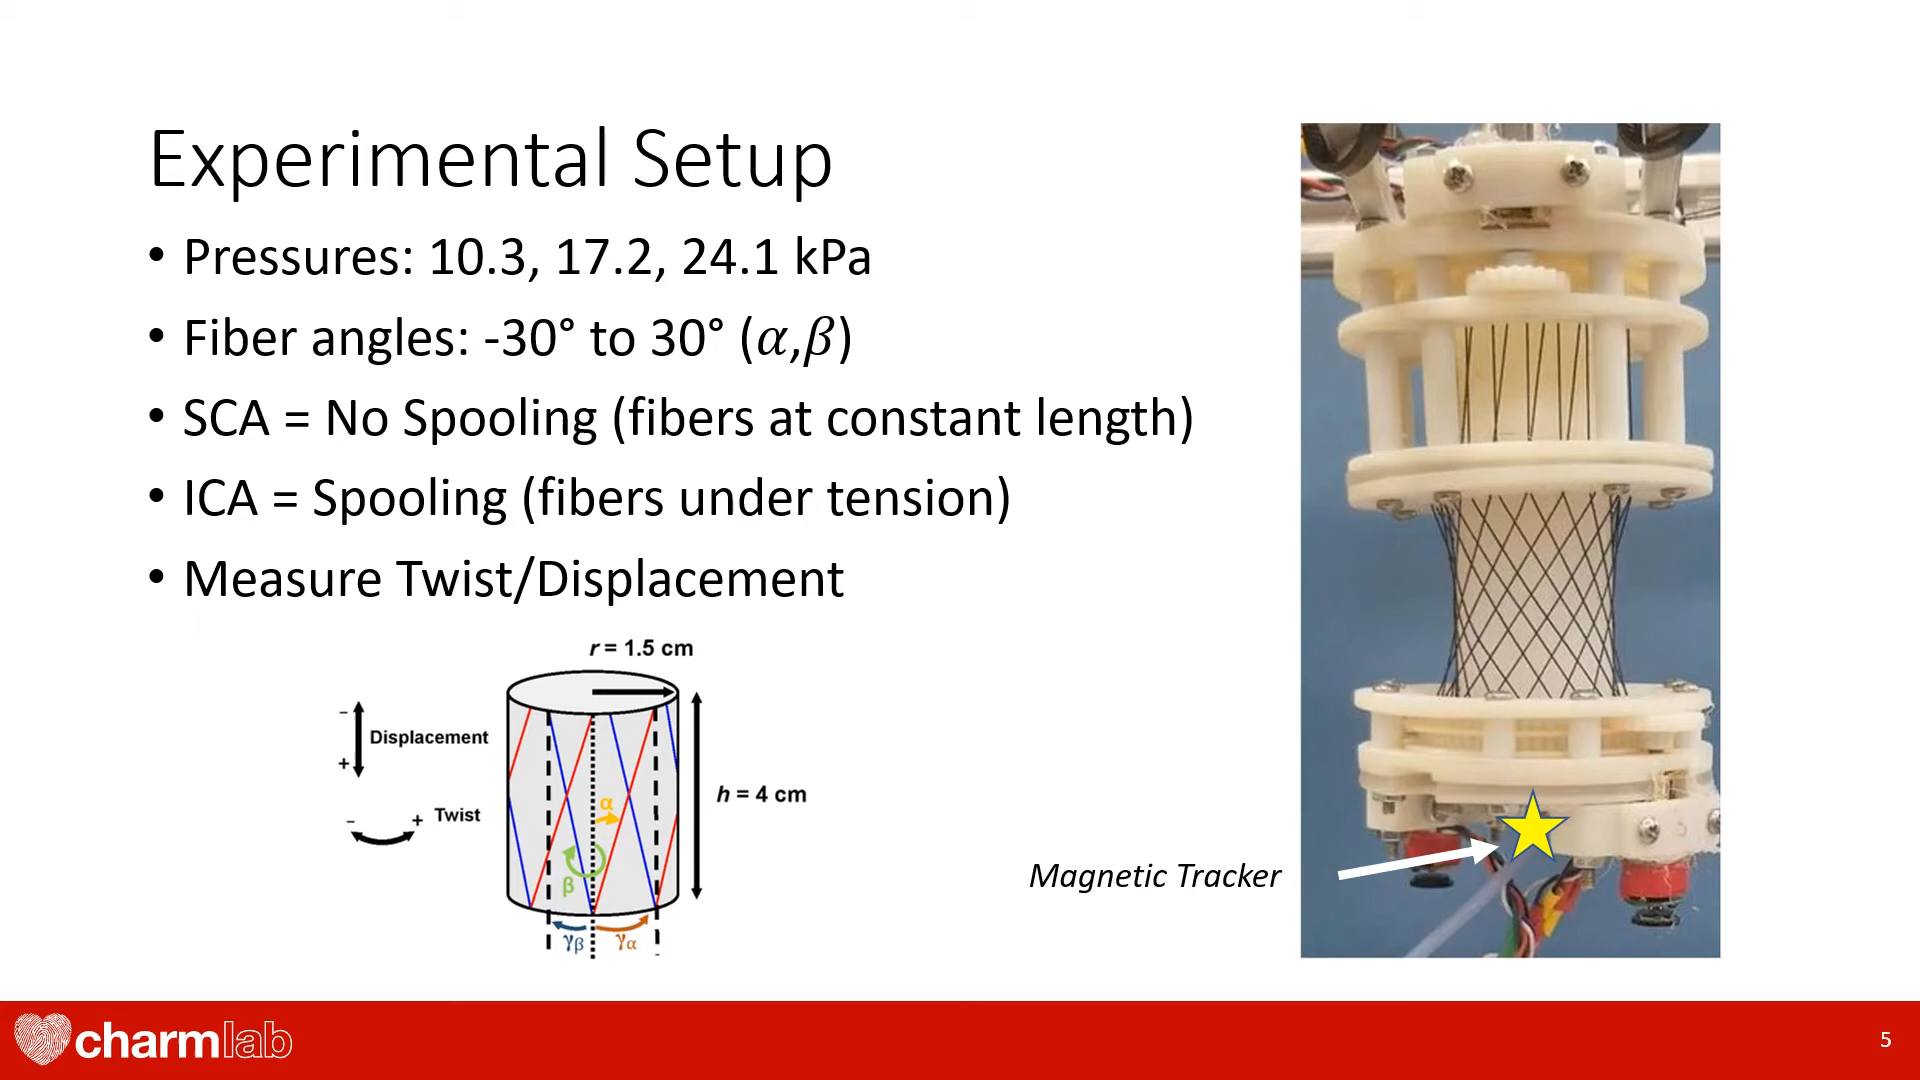 Experimental Setup
• Pressures: 10.3, 17.2, 24.1 kPa
• Fiber angles: -30° to 30° (α,β)
• SCA = No Spooling (fibers at constant length)
• ICA = Spooling (fibers under tension)
• Measure Twist/Displacement
r = 1.5 cm
–
Displacement
+
– + Twist
h = 4 cm
α
β
γβ γα
Magnetic Tracker
charmlab
5